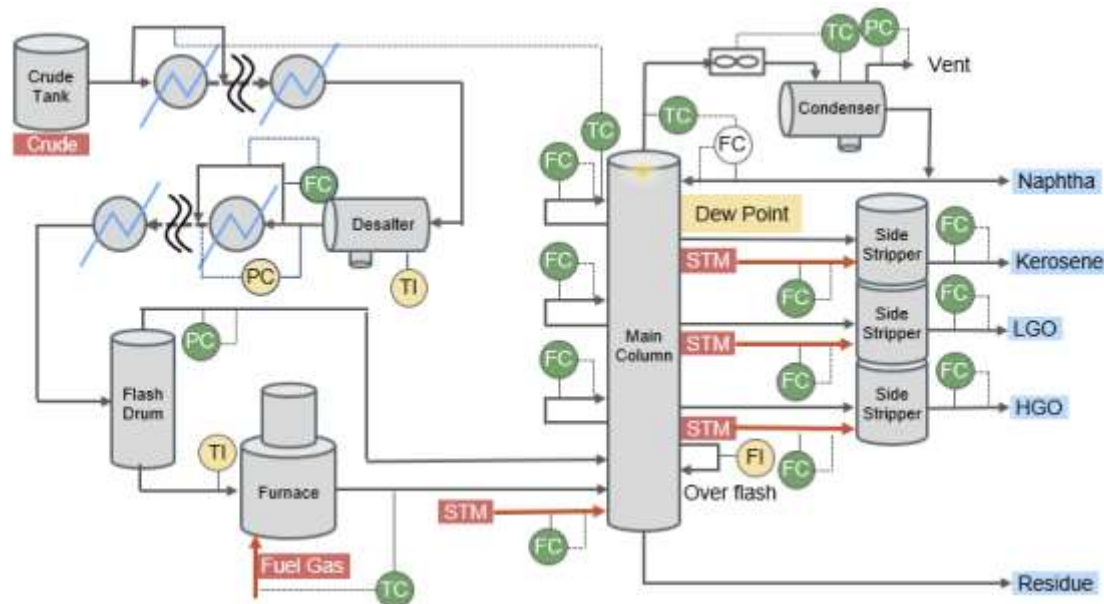 TC
PC
Crude
Tank
Vent
Condenser
Crude
TC
TC
FC
FC
FC
Naphtha
Desalter
Dew Point
Side
Stripper
FC
STM
Kerosene
PC
TI
FC
FC
FC
PC
Main
Column
Side
Stripper
STM
LGO
Flash
Drum
FC
FC
FC
Side
Stripper
HGO
TI
STM
FI
FC
Furnace
Over flash
STM
FC
Fuel Gas
TC
Residue